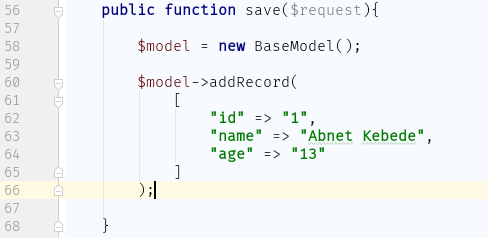 56 public function save($request){
57
58 $model = new BaseModel();
59
60 $model->addRecord(
61 [
62 "id" => "1",
63 "name" => "Abnet Kebede",
64 "age" => "13"
65 ]
66 );
67
68 }